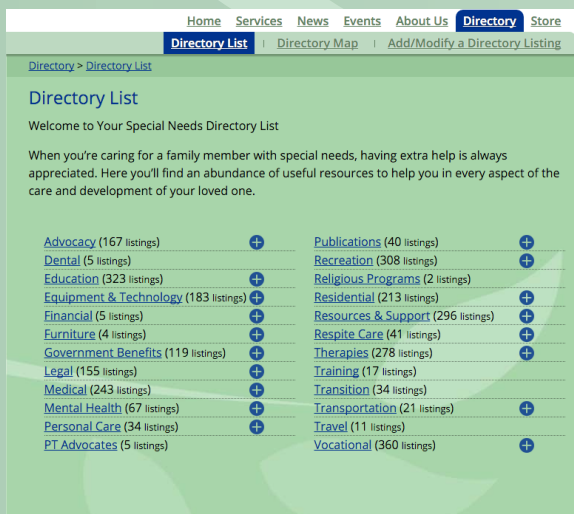 Home Services News Events About Us Directory Store
Directory List | Directory Map | Add/Modify a Directory Listing
Directory > Directory List
Directory List
Welcome to Your Special Needs Directory List
When you're caring for a family member with special needs, having extra help is always
appreciated. Here you'll find an abundance of useful resources to help you in every aspect of the
care and development of your loved one.
Advocacy (167 listings)
Dental (5 listings)
Education (323 listings)
Equipment & Technology (183 listings)
Financial (5 listings)
Furniture (4 listings)
Government Benefits (119 listings)
Legal (155 listings)
Medical (243 listings)
Mental Health (67 listings)
Personal Care (34 listings)
PT Advocates (5 listings)
Publications (40 listings)
Recreation (308 listings)
Religious Programs (2 listings)
Residential (213 listings)
Resources & Support (296 listings)
Respite Care (41 listings)
Therapies (278 listings)
Training (17 listings)
Transition (34 listings)
Transportation (21 listings)
Travel (11 listings)
Vocational (360 listings)